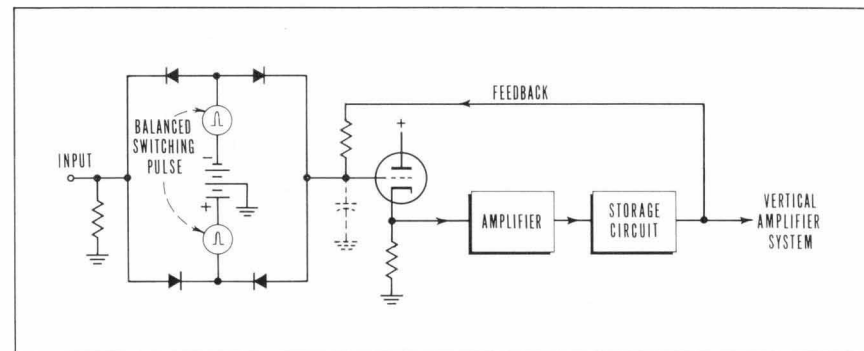 FEEDBACK
BALANCED
SWITCHING
PULSE
INPUT
−
+
+
AMPLIFIER
STORAGE
CIRCUIT
VERTICAL
AMPLIFIER
SYSTEM